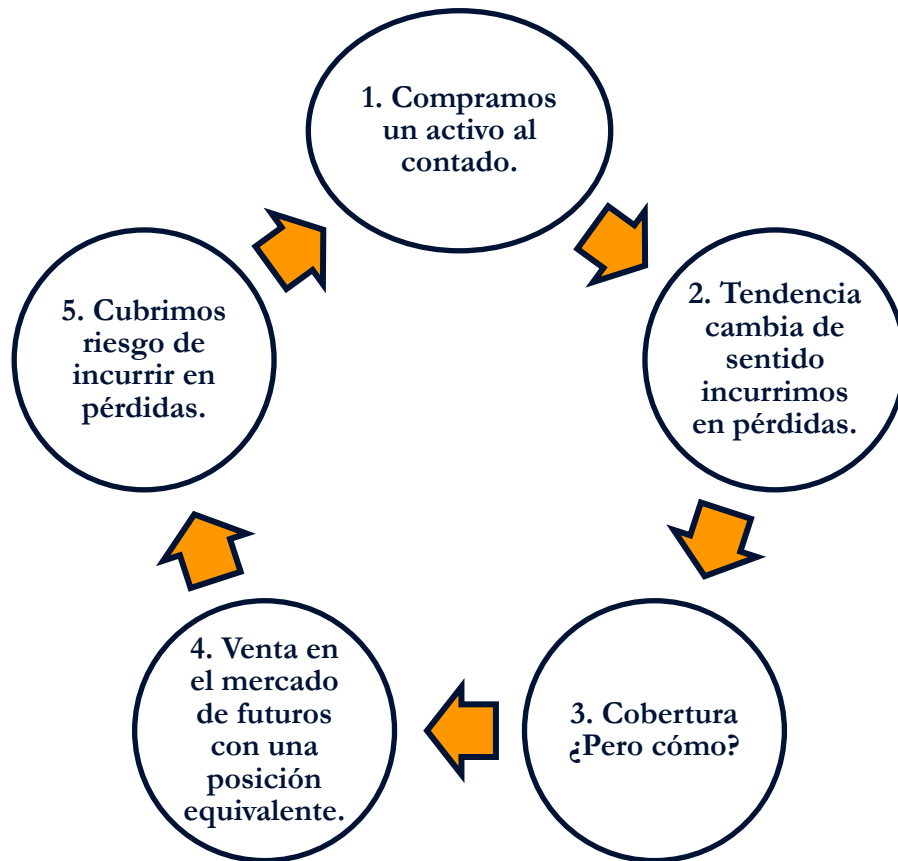 1. Compramos
un activo al
contado.
2. Tendencia
cambia de
sentido
incurrimos
en pérdidas.
3. Cobertura
¿Pero cómo?
4. Venta en
el mercado
de futuros
con una
posición
equivalente.
5. Cubrimos
riesgo de
incurrir en
pérdidas.